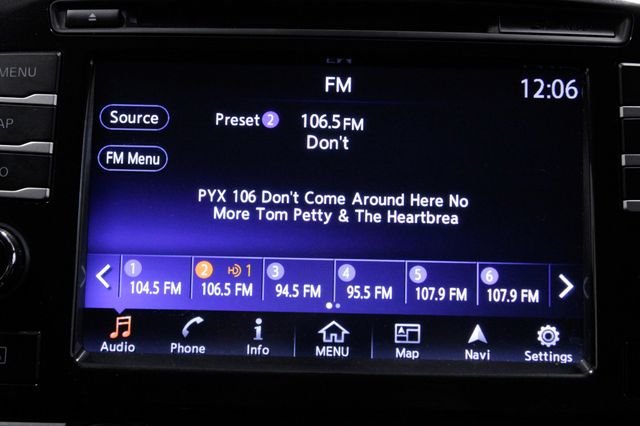 FM
12:06
MENU
Source
Preset 2 106.5 FM
Don't
FM Menu
PYX 106 Don't Come Around Here No
More Tom Petty & The Heartbrea
1 2 1 3 4 5 6
104.5 FM 106.5 FM 94.5 FM 95.5 FM 107.9 FM 107.9 FM
Audio Phone Info MENU Map Navi Settings